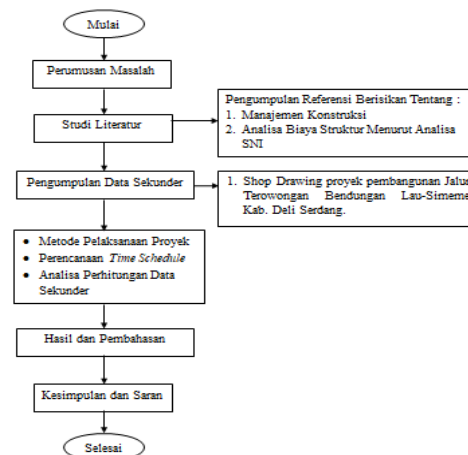 Mulai
Perumusan Masalah
Studi Literatur
Pengumpulan Referensi Berisikan Tentang :
1. Manajemen Konstruksi
2. Analisa Biaya Struktur Menurut Analisa
SNI
Pengumpulan Data Sekunder
1. Shop Drawing proyek pembangunan Jalur
Terowongan Bendungan Lau-Simeme
Kab. Deli Serdang.
• Metode Pelaksanaan Proyek
• Perencanaan Time Schedule
• Analisa Perhitungan Data
Sekunder
Hasil dan Pembahasan
Kesimpulan dan Saran
Selesai